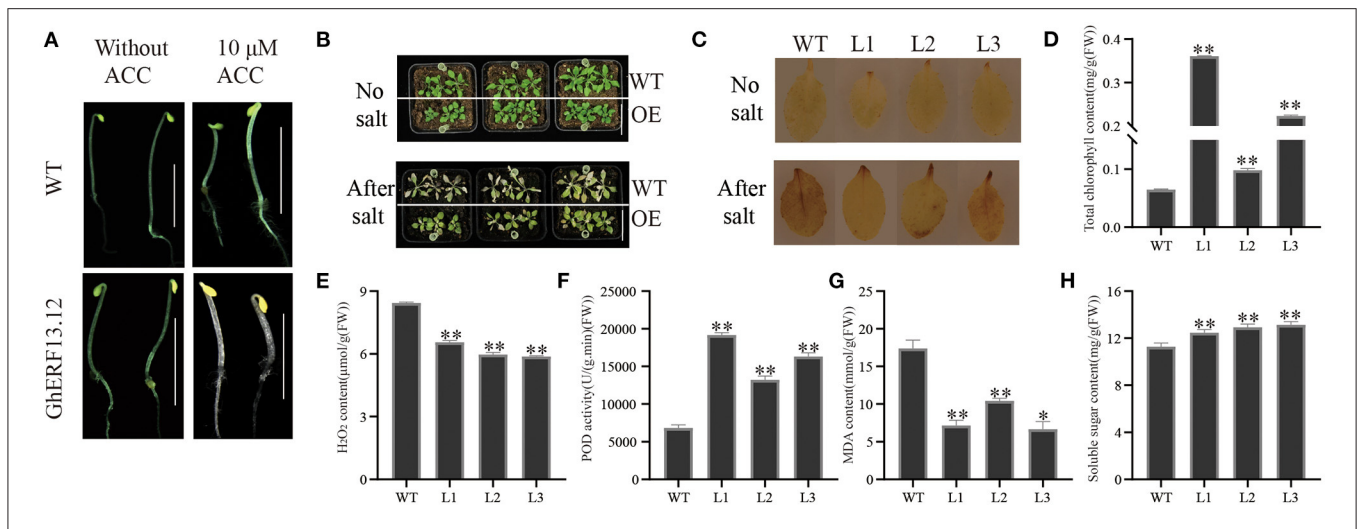 A
Without
ACC
10 μM
ACC
WT
GhERF13.12
B
No
salt
WT
OE
After
salt
WT
OE
C
WT L1 L2 L3
No
salt
After
salt
D
Total chlorophyll content(mg/g(FW))
0.4
0.3
0.2
0.1
0.0
**
**
**
WT L1 L2 L3
E
H₂O₂ content(μmol/g(FW))
9
6
3
0
**
**
**
WT L1 L2 L3
F
POD activity(U/(g.min)(FW))
25000
20000
15000
10000
5000
0
**
**
**
WT L1 L2 L3
G
MDA content(mmol/g(FW))
25
20
15
10
5
0
**
**
*
WT L1 L2 L3
H
Soluble sugar content(mg/g(FW))
16
12
8
4
0
**
**
**
WT L1 L2 L3